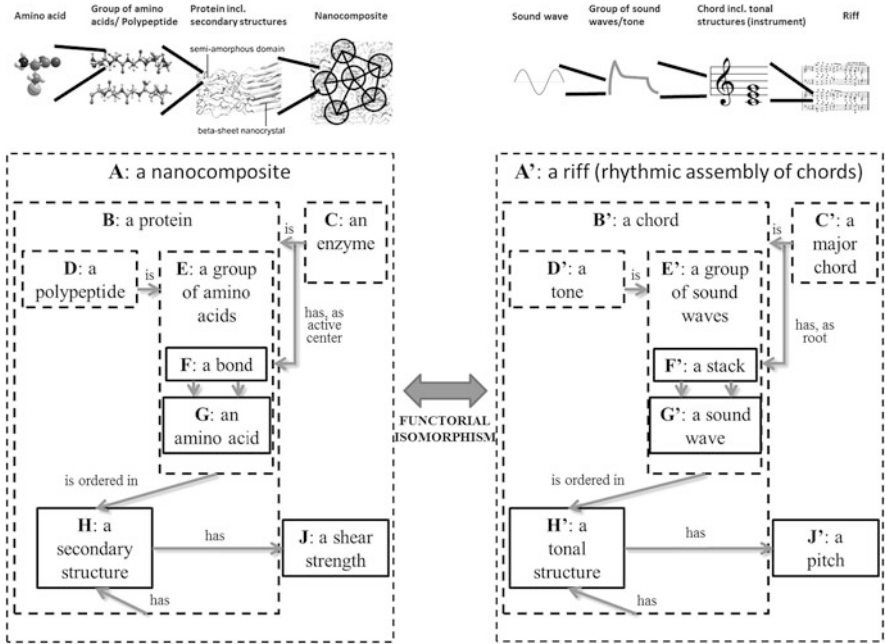 Amino acid
Group of amino
acids/ Polypeptide
Protein incl.
secondary structures
Nanocomposite
semi-amorphous domain
beta-sheet nanocrystal
Sound wave
Group of sound
waves/tone
Chord incl. tonal
structures (instrument)
Riff
A: a nanocomposite
B: a protein
C: an
enzyme
is
D: a
polypeptide
is
E: a group
of amino
acids
has, as
active
center
F: a bond
G: an
amino acid
is ordered in
H: a
secondary
structure
has
J: a shear
strength
has
FUNCTORIAL
ISOMORPHISM
A’: a riff (rhythmic assembly of chords)
B’: a chord
C’: a
major
chord
is
D’: a
tone
is
E’: a group
of sound
waves
has, as
root
F’: a stack
G’: a sound
wave
is ordered in
H’: a
tonal
structure
has
J’: a
pitch
has